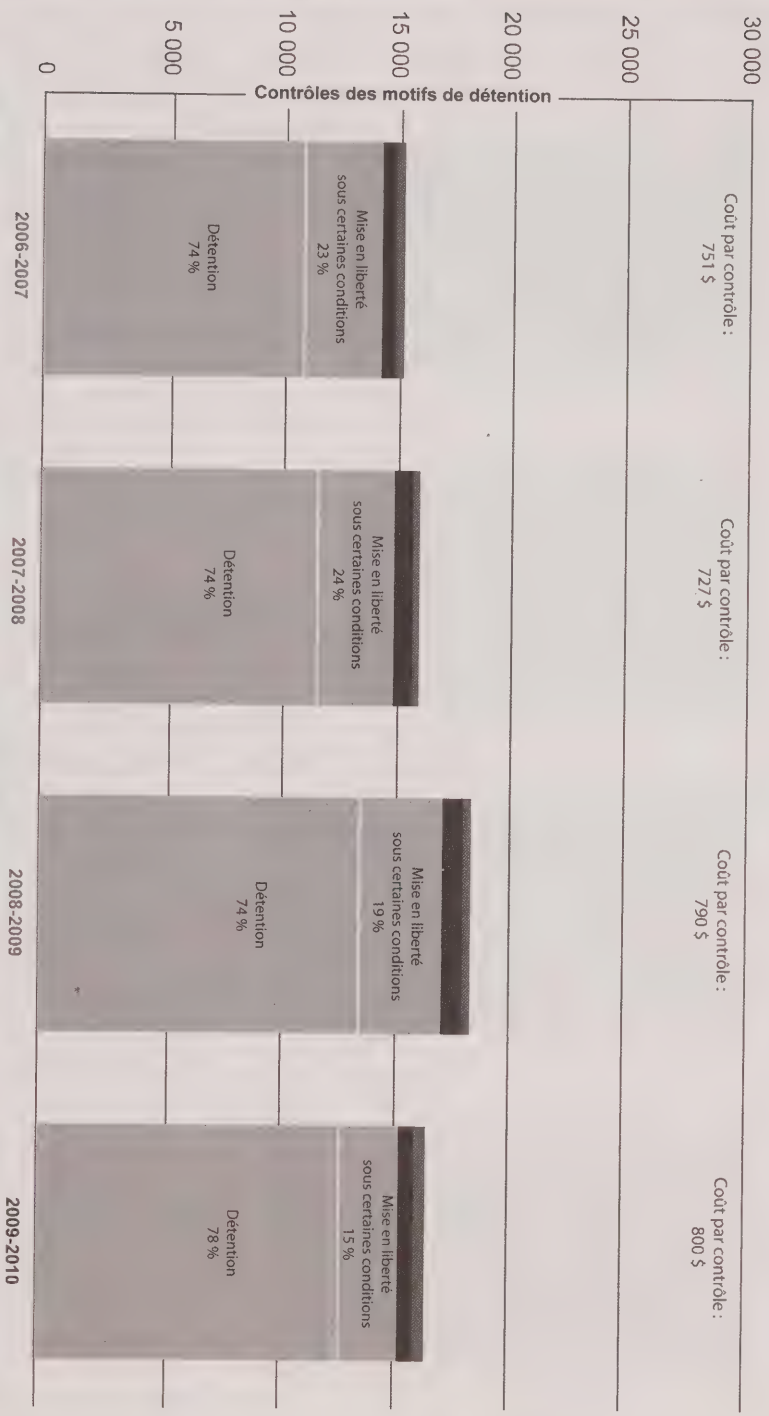 30 000
25 000
20 000
15 000
10 000
5 000
0
Contrôles des motifs de détention
Coût par contrôle :
751 $
Mise en liberté
sous certaines conditions
23 %
Détention
74 %
2006-2007
Coût par contrôle :
727 $
Mise en liberté
sous certaines conditions
24 %
Détention
74 %
2007-2008
Coût par contrôle :
790 $
Mise en liberté
sous certaines conditions
19 %
Détention
74 %
2008-2009
Coût par contrôle :
800 $
Mise en liberté
sous certaines conditions
15 %
Détention
78 %
2009-2010